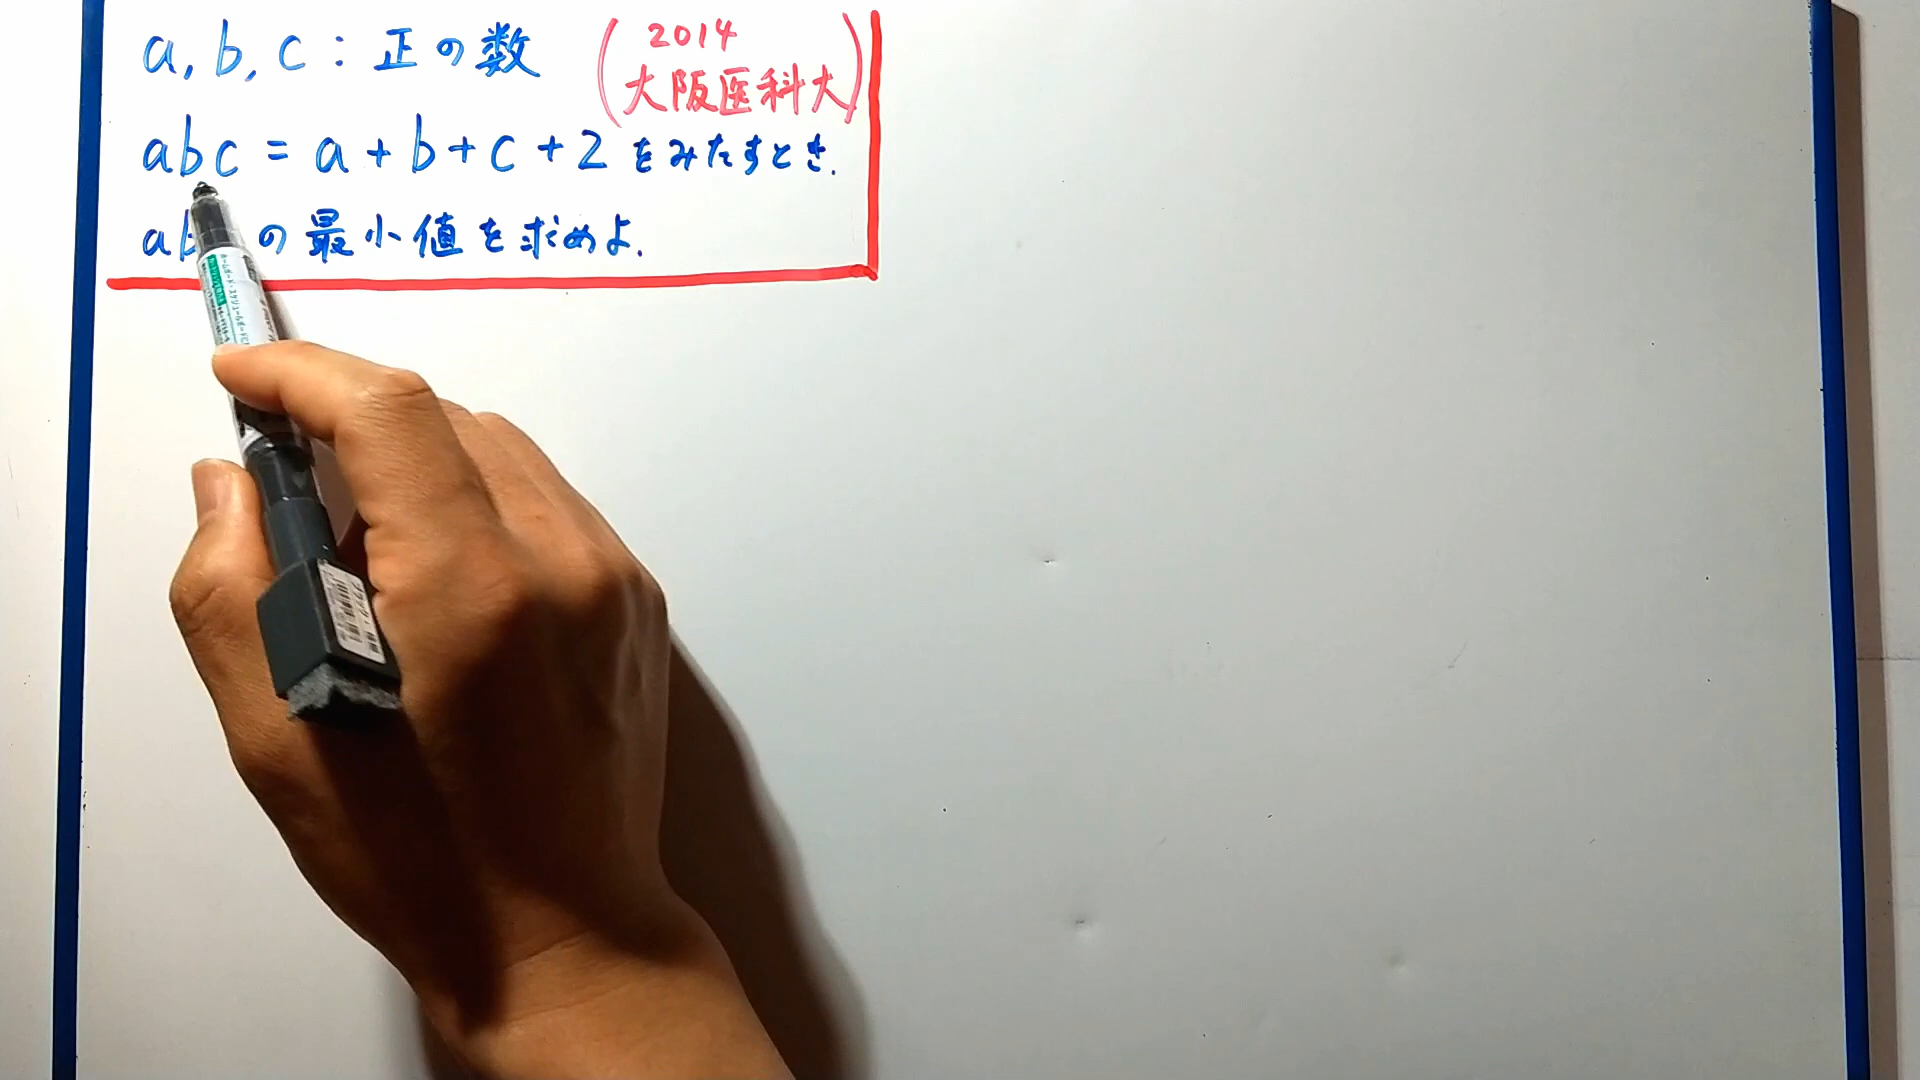 a, b, c : 正の数
(2014
大阪医科大)
abc = a + b + c + 2 をみたすとき.
ab の最小値を求めよ.